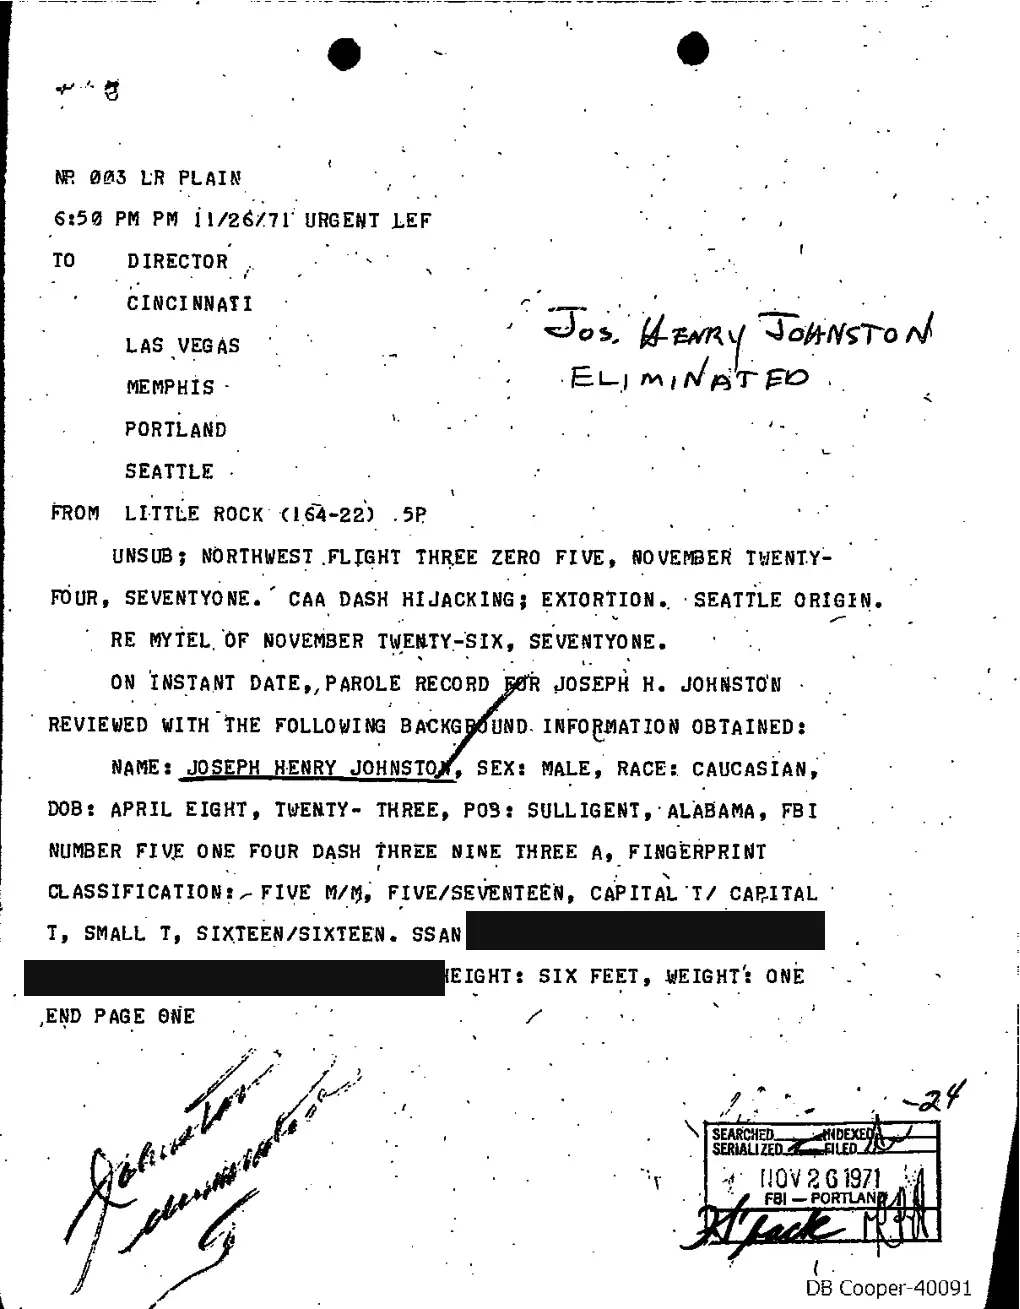 NR 003 LR PLAIN
6:50 PM PM 11/26/71 URGENT LEF
TO DIRECTOR
CINCINNATI
LAS VEGAS
MEMPHIS
PORTLAND
SEATTLE
Jos. HENRY JOHNSTON
ELIMINATED
FROM LITTLE ROCK (164-22) .5P
UNSUB; NORTHWEST FLIGHT THREE ZERO FIVE, NOVEMBER TWENTY-
FOUR, SEVENTYONE. CAA DASH HIJACKING; EXTORTION. SEATTLE ORIGIN.
RE MYTEL OF NOVEMBER TWENTY-SIX, SEVENTYONE.
ON INSTANT DATE, PAROLE RECORD FOR JOSEPH H. JOHNSTON
REVIEWED WITH THE FOLLOWING BACKGROUND INFORMATION OBTAINED:
NAME: JOSEPH HENRY JOHNSTON, SEX: MALE, RACE: CAUCASIAN,
DOB: APRIL EIGHT, TWENTY- THREE, POB: SULLIGENT, ALABAMA, FBI
NUMBER FIVE ONE FOUR DASH THREE NINE THREE A, FINGERPRINT
CLASSIFICATION: FIVE M/M, FIVE/SEVENTEEN, CAPITAL T/ CAPITAL
T, SMALL T, SIXTEEN/SIXTEEN. SSAN
HEIGHT: SIX FEET, WEIGHT: ONE
END PAGE ONE
Johnston
eliminated
-24
SEARCHED INDEXED
SERIALIZED FILED
NOV 26 1971
FBI — PORTLAND
DB Cooper-40091